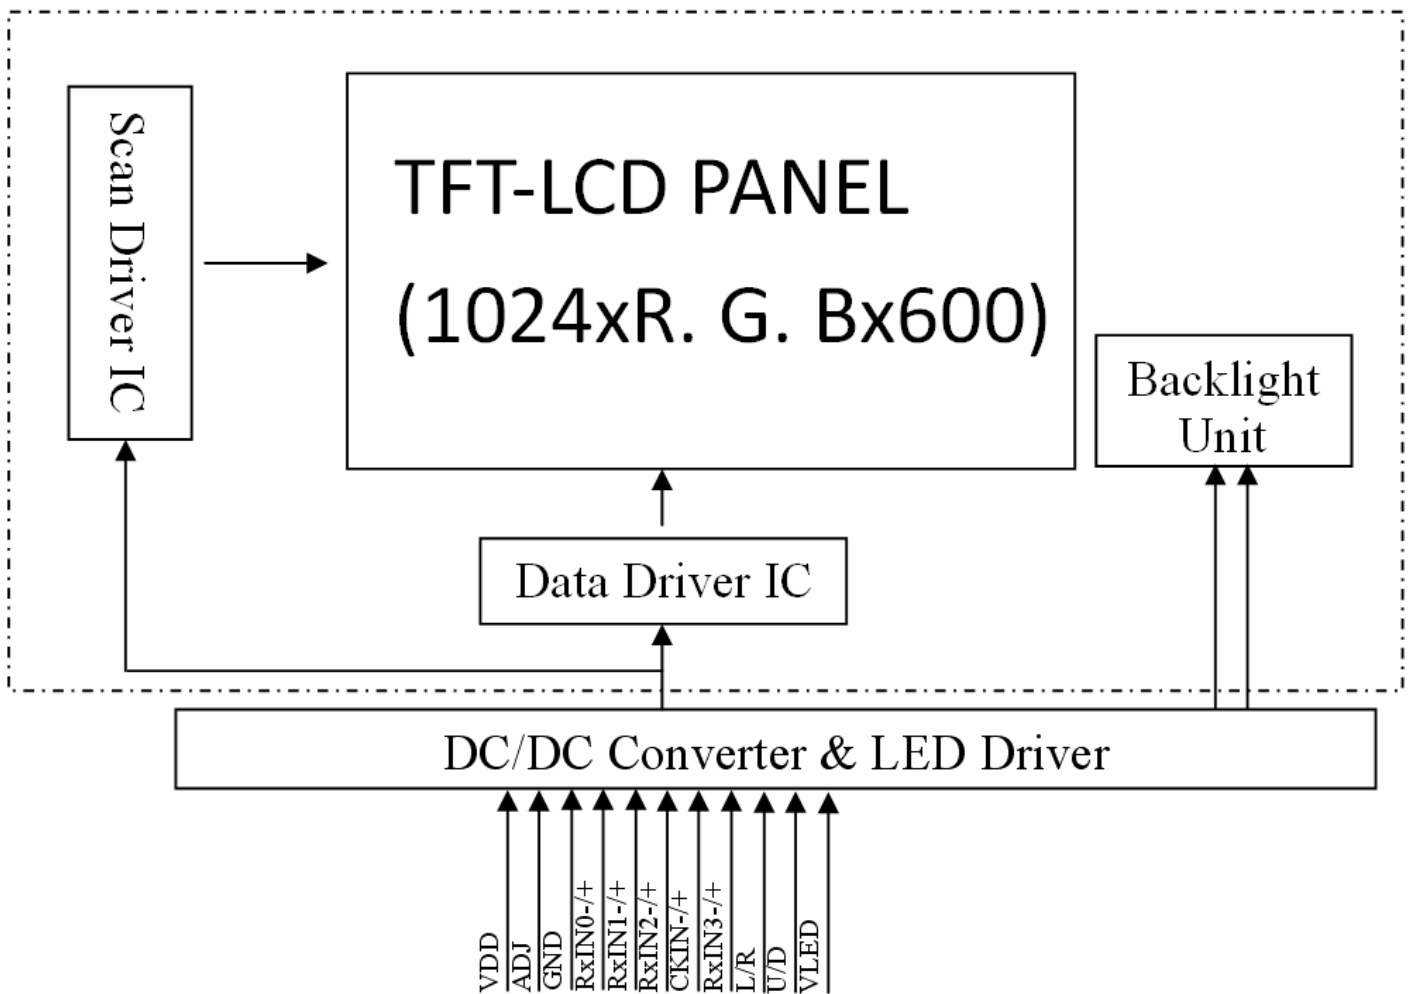 Scan Driver IC
TFT-LCD PANEL
(1024xR. G. Bx600)
Backlight
Unit
Data Driver IC
DC/DC Converter & LED Driver
VDD
ADJ
GND
RxIN0-/+
RxIN1-/+
RxIN2-/+
CKIN-/+
RxIN3-/+
L/R
U/D
VLED